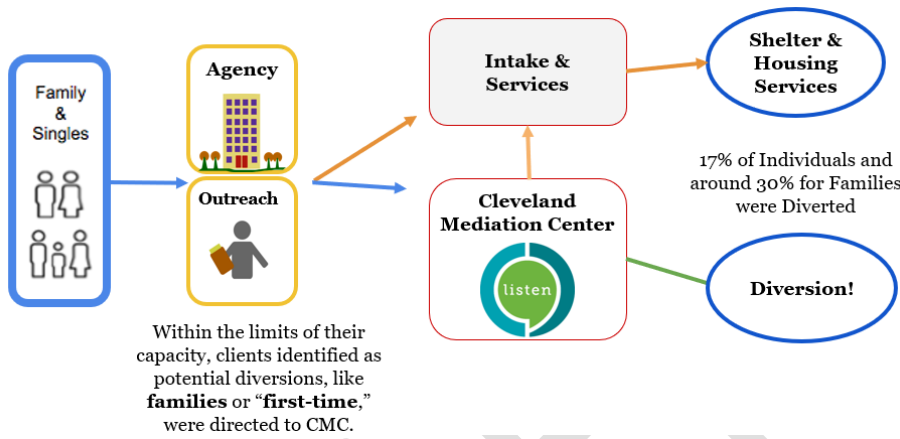 Family
&
Singles
Agency
Outreach
Within the limits of their
capacity, clients identified as
potential diversions, like
families or “first-time,”
were directed to CMC.
Intake &
Services
Cleveland
Mediation Center
listen
Shelter &
Housing
Services
17% of Individuals and
around 30% for Families
were Diverted
Diversion!